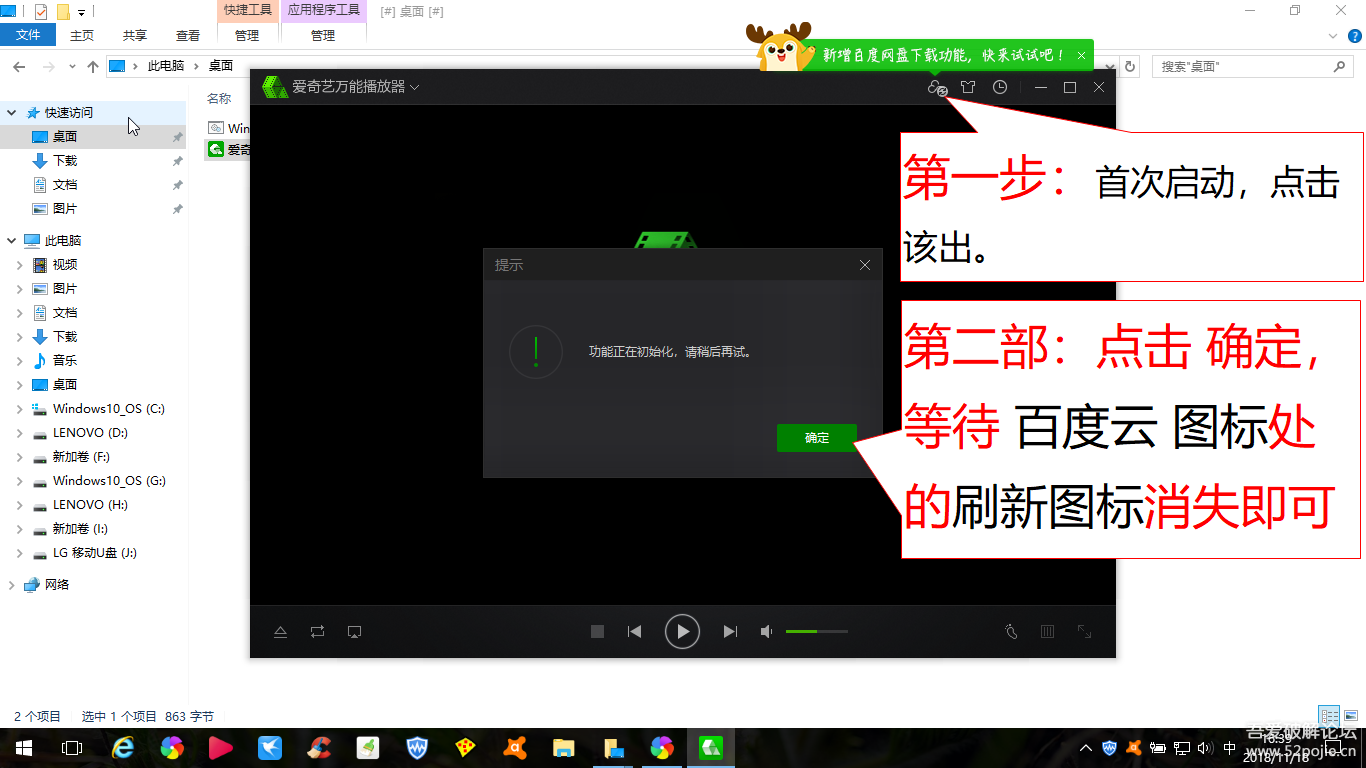 快捷工具
应用程序工具
[#] 桌面 [#]
文件
主页
共享
查看
管理
管理
此电脑
桌面
搜索"桌面"
新增百度网盘下载功能，快来试试吧！
名称
Win
爱奇
快速访问
桌面
下载
文档
图片
此电脑
视频
图片
文档
下载
音乐
桌面
Windows10_OS (C:)
LENOVO (D:)
新加卷 (F:)
Windows10_OS (G:)
LENOVO (H:)
新加卷 (I:)
LG 移动U盘 (J:)
网络
爱奇艺万能播放器
提示
功能正在初始化，请稍后再试。
确定
第一步：首次启动，点击
该出。
第二部：点击 确定，
等待 百度云 图标处
的刷新图标消失即可
2 个项目
选中 1 个项目 863 字节
中
2018/11/18
吾爱破解论坛
www.52pojie.cn